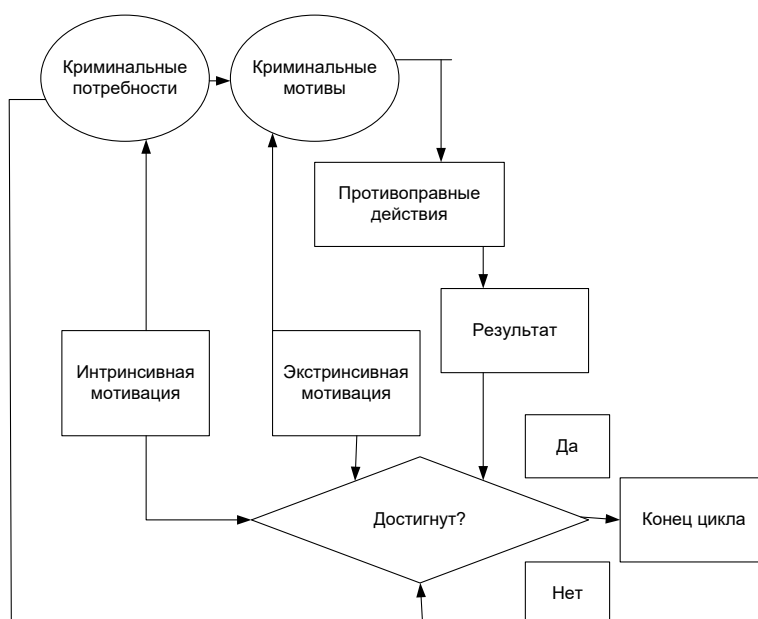 Криминальные
потребности
Криминальные
мотивы
Противоправные
действия
Результат
Интринсивная
мотивация
Экстринсивная
мотивация
Да
Достигнут?
Конец цикла
Нет